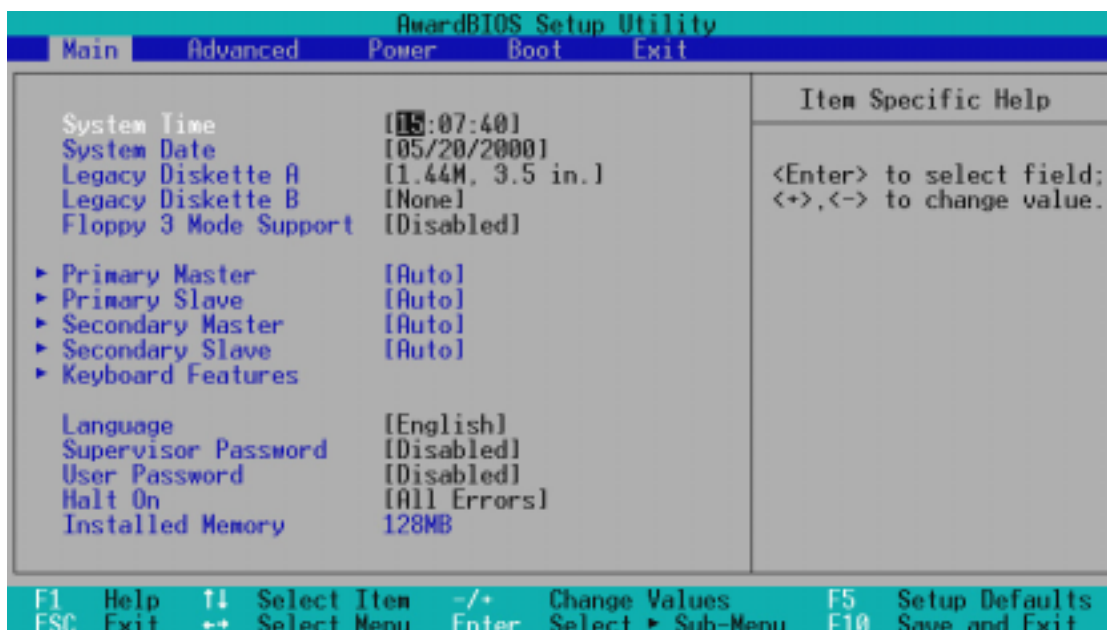 AwardBIOS Setup Utility
Main Advanced Power Boot Exit
Item Specific Help
System Time [15:07:40]
System Date [05/20/2000]
Legacy Diskette A [1.44M, 3.5 in.]
Legacy Diskette B [None]
Floppy 3 Mode Support [Disabled]
<Enter> to select field;
<+>,<-> to change value.
► Primary Master [Auto]
► Primary Slave [Auto]
► Secondary Master [Auto]
► Secondary Slave [Auto]
► Keyboard Features
Language [English]
Supervisor Password [Disabled]
User Password [Disabled]
Halt On [All Errors]
Installed Memory 128MB
F1 Help ↑↓ Select Item -/+ Change Values F5 Setup Defaults
ESC Exit ←→ Select Menu Enter Select ► Sub-Menu F10 Save and Exit